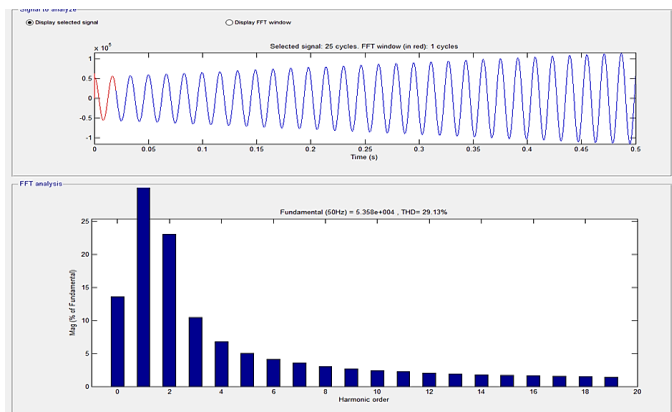 Signal to analyze
Display selected signal
Display FFT window
Selected signal: 25 cycles. FFT window (in red): 1 cycles
x 10
1
0.5
0
-0.5
-1
0 0.05 0.1 0.15 0.2 0.25 0.3 0.35 0.4 0.45 0.5
Time (s)
FFT analysis
Fundamental (50Hz) = 5.358e+004 , THD= 29.13%
Mag (% of Fundamental)
25
20
15
10
5
0
0 2 4 6 8 10 12 14 16 18 20
Harmonic order